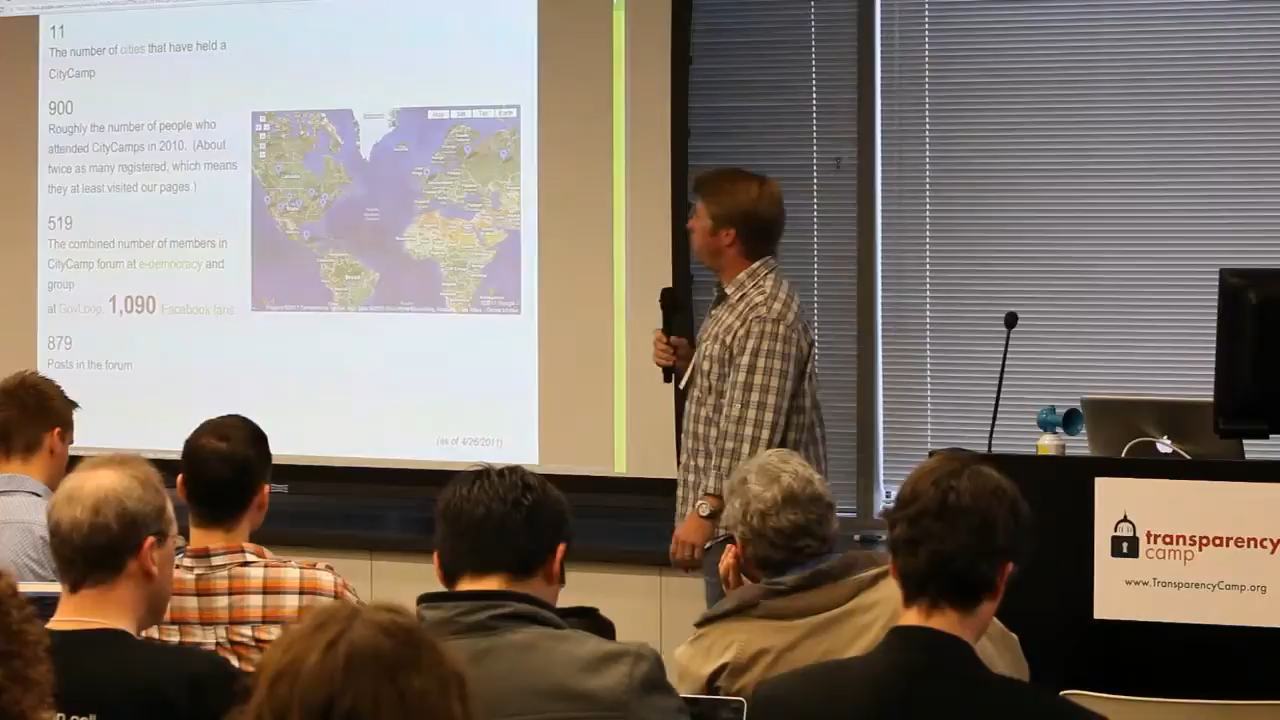 11
The number of cities that have held a
CityCamp
900
Roughly the number of people who
attended CityCamps in 2010. (About
twice as many registered, which means
they at least visited our pages.)
519
The combined number of members in
CityCamp forum at e-democracy and
group
at GovLoop. 1,090 Facebook fans
879
Posts in the forum
(as of 4/26/2011)
transparency
camp
www.TransparencyCamp.org